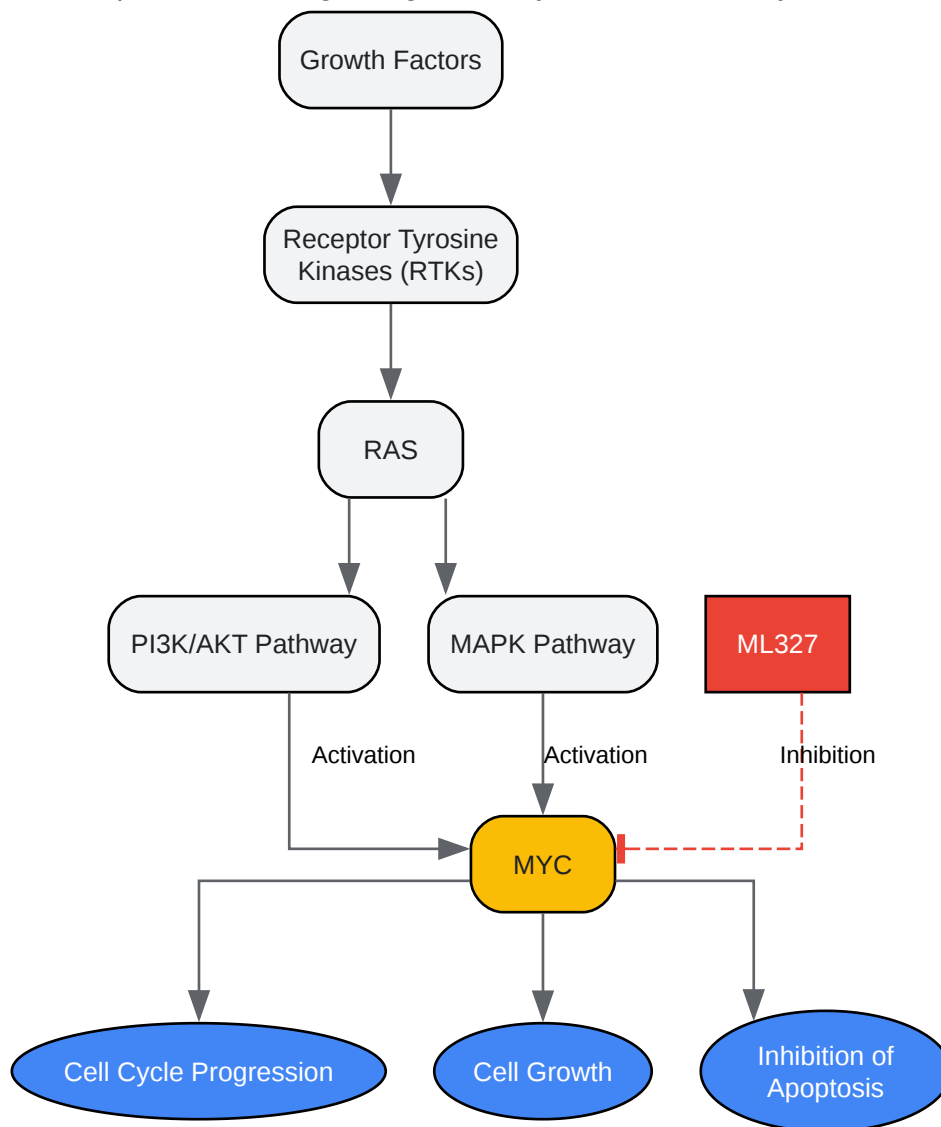 Growth Factors
Receptor Tyrosine
Kinases (RTKs)
RAS
PI3K/AKT Pathway
MAPK Pathway
ML327
Activation
Activation
Inhibition
MYC
Cell Cycle Progression
Cell Growth
Inhibition of
Apoptosis